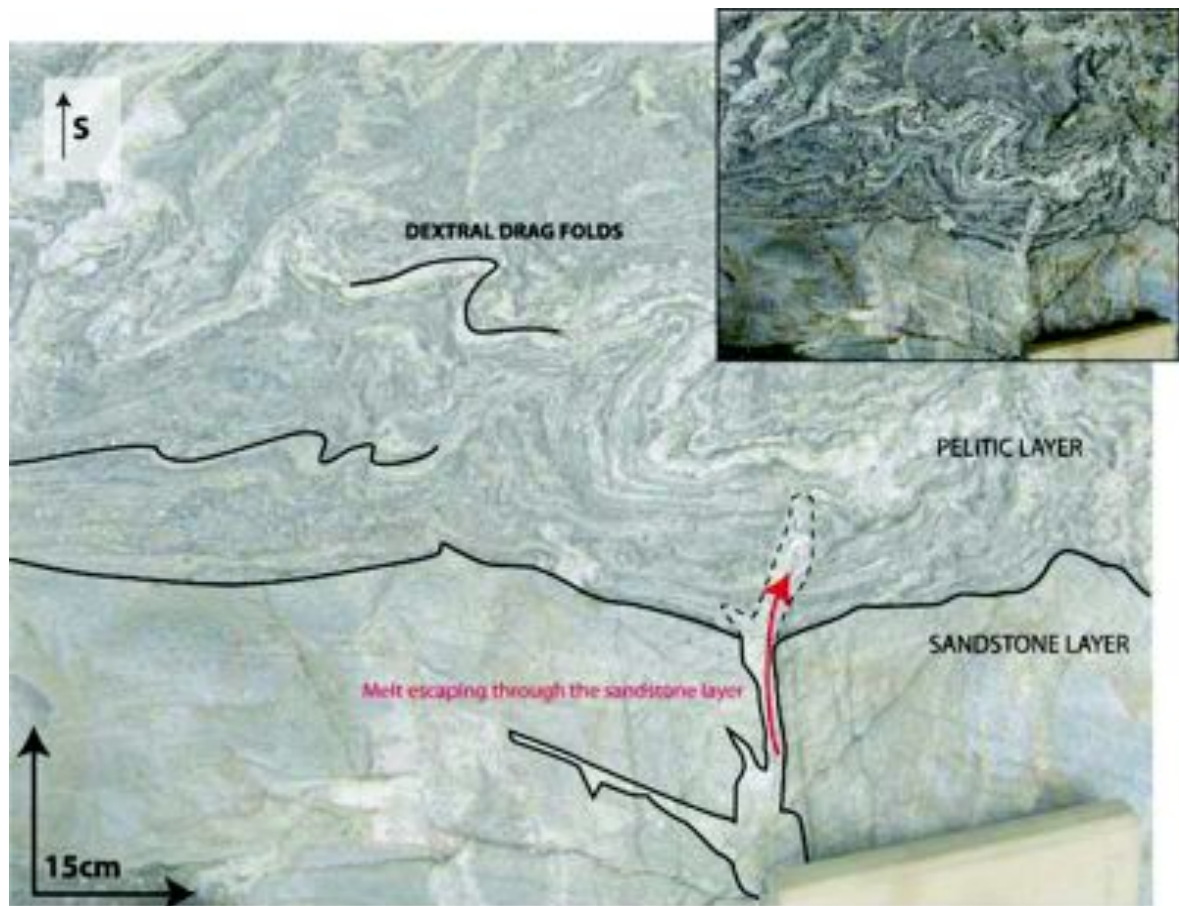 S
DEXTRAL DRAG FOLDS
PELITIC LAYER
SANDSTONE LAYER
Melt escaping through the sandstone layer
15cm